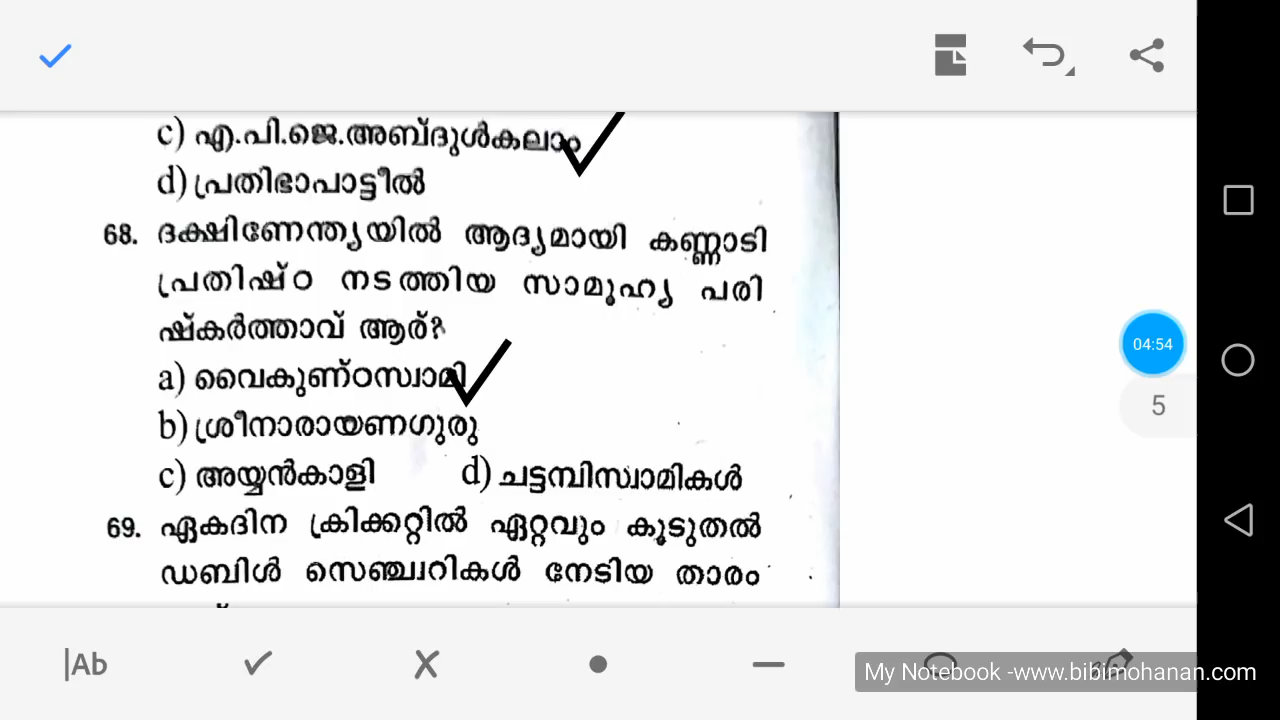 c) എ.പി.ജെ.അബ്ദുൾകലാം
d) പ്രതിഭാപാട്ടീൽ
68. ദക്ഷിണേന്ത്യയിൽ ആദ്യമായി കണ്ണാടി
പ്രതിഷ്ഠ നടത്തിയ സാമൂഹ്യ പരി
ഷ്കർത്താവ് ആര്?
a) വൈകുണ്ഠസ്വാമി
b) ശ്രീനാരായണഗുരു
c) അയ്യൻകാളി d) ചട്ടമ്പിസ്വാമികൾ
69. ഏകദിന ക്രിക്കറ്റിൽ ഏറ്റവും കൂടുതൽ
ഡബിൾ സെഞ്ച്വറികൾ നേടിയ താരം
04:54
5
Ab
My Notebook -www.bibimohanan.com